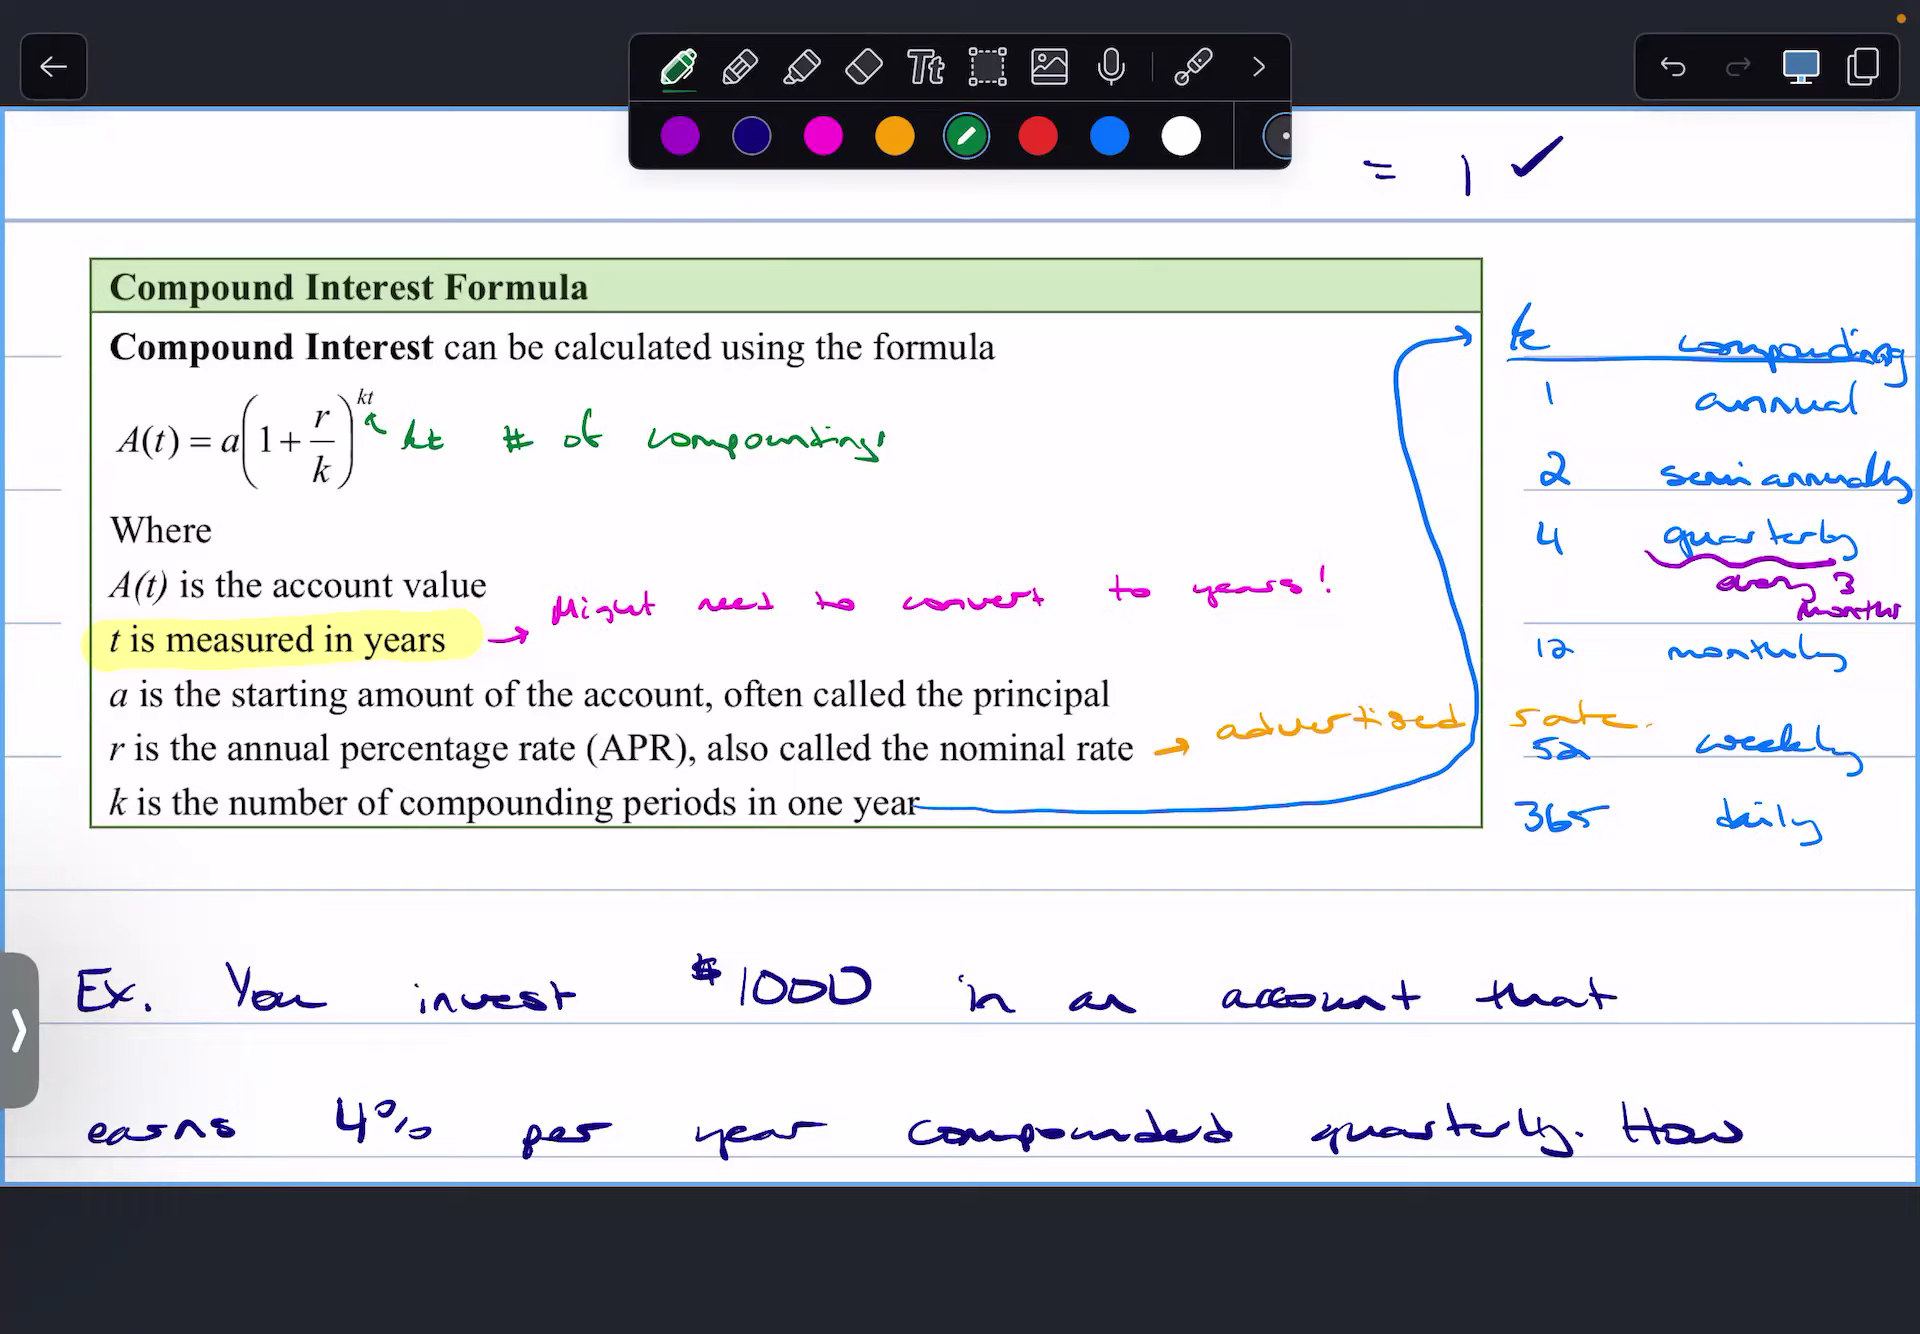 Tt
= 1 ✓
Compound Interest Formula
Compound Interest can be calculated using the formula
A(t) = a(1 + r/k)^kt kt # of compoundings
Where
A(t) is the account value
Might need to convert to years!
t is measured in years →
a is the starting amount of the account, often called the principal
r is the annual percentage rate (APR), also called the nominal rate → advertised rate.
k is the number of compounding periods in one year
k compounding
1 annual
2 semiannually
4 quarterly
every 3
months
12 monthly
52 weekly
365 daily
Ex. You invest $1000 in an account that
earns 4% per year compounded quarterly. How